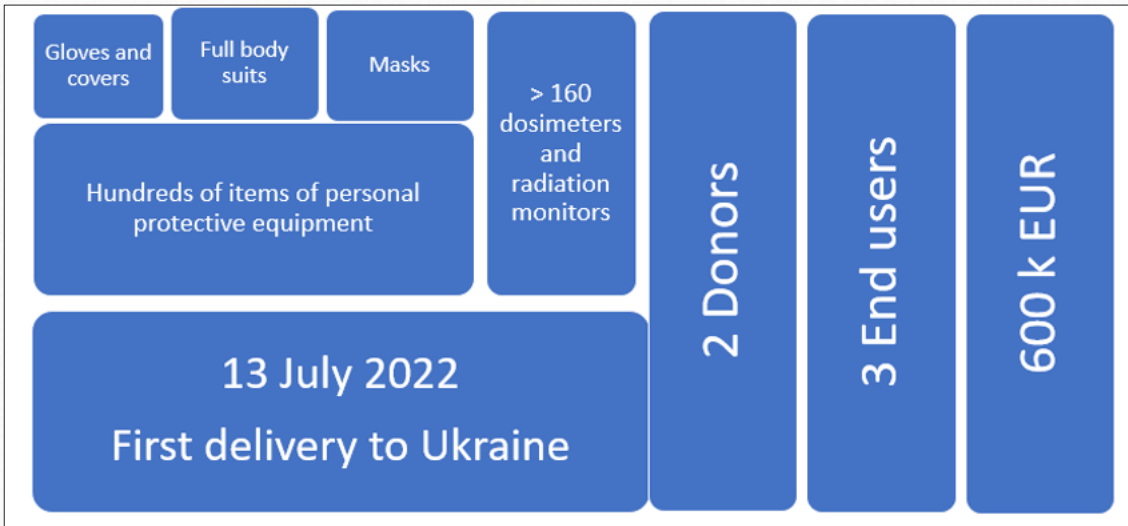 Gloves and
covers
Full body
suits
Masks
> 160
dosimeters
and
radiation
monitors
Hundreds of items of personal
protective equipment
13 July 2022
First delivery to Ukraine
2 Donors
3 End users
600 k EUR